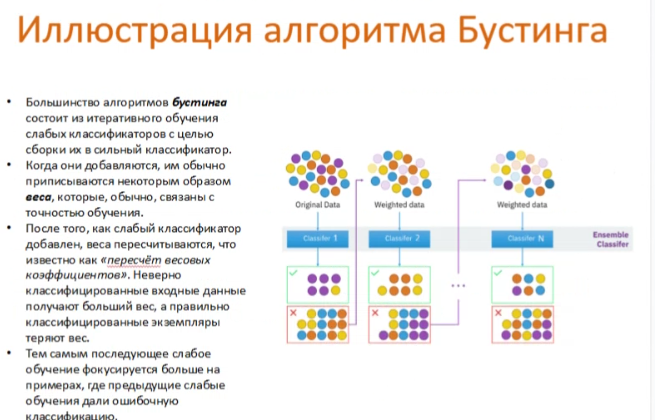 Иллюстрация алгоритма Бустинга
• Большинство алгоритмов бустинга
состоит из итеративного обучения
слабых классификаторов с целью
сборки их в сильный классификатор.
• Когда они добавляются, им обычно
приписываются некоторым образом
веса, которые, обычно, связаны с
точностью обучения.
• После того, как слабый классификатор
добавлен, веса пересчитываются, что
известно как «пересчёт весовых
коэффициентов». Неверно
классифицированные входные данные
получают больший вес, а правильно
классифицированные экземпляры
теряют вес.
• Тем самым последующее слабое
обучение фокусируется больше на
примерах, где предыдущие слабые
обучения дали ошибочную
классификацию.
Original Data
Weighted data
Weighted data
Classifer 1
Classifer 2
Classifer N
Ensemble
Classifer